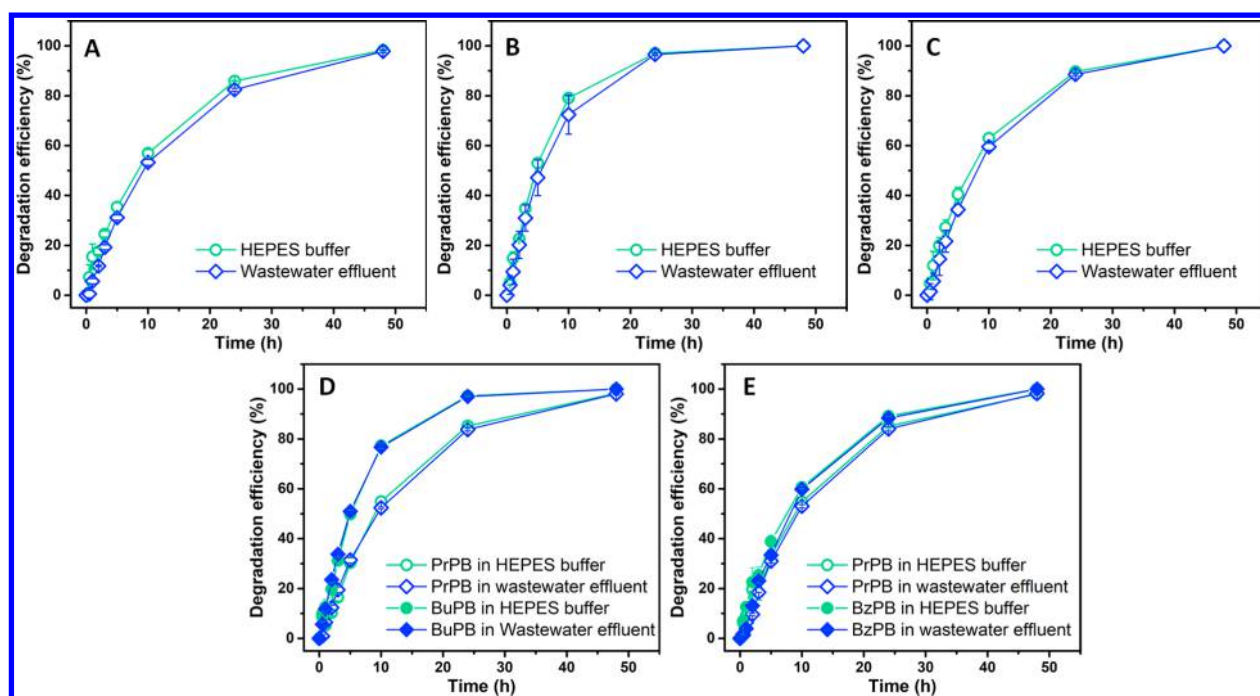 A
Degradation efficiency (%)
100
80
60
40
20
0
HEPES buffer
Wastewater effluent
0 10 20 30 40 50
Time (h)
B
Degradation efficiency (%)
100
80
60
40
20
0
HEPES buffer
Wastewater effluent
0 10 20 30 40 50
Time (h)
C
Degradation efficiency (%)
100
80
60
40
20
0
HEPES buffer
Wastewater effluent
0 10 20 30 40 50
Time (h)
D
Degradation efficiency (%)
100
80
60
40
20
0
PrPB in HEPES buffer
PrPB in wastewater effluent
BuPB in HEPES buffer
BuPB in Wastewater effluent
0 10 20 30 40 50
Time (h)
E
Degradation efficiency (%)
100
80
60
40
20
0
PrPB in HEPES buffer
PrPB in wastewater effluent
BzPB in HEPES buffer
BzPB in wastewater effluent
0 10 20 30 40 50
Time (h)